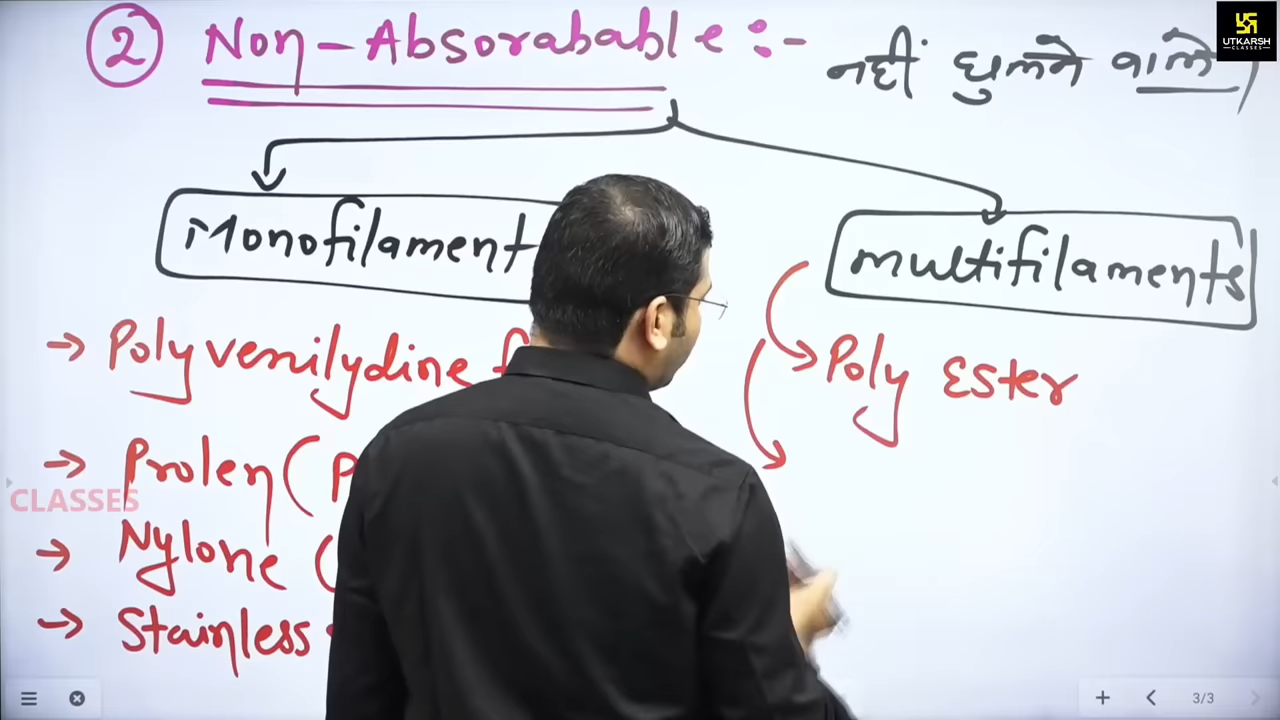 ② Non-Absorabable :-
नहीं घुलने वाले
UTKARSH
CLASSES
Monofilament
multifilaments
→ Polyvenilydine
→ Poly Ester
→ Prolen (P
CLASSES
→ Nylone (
→ Stainless
3/3